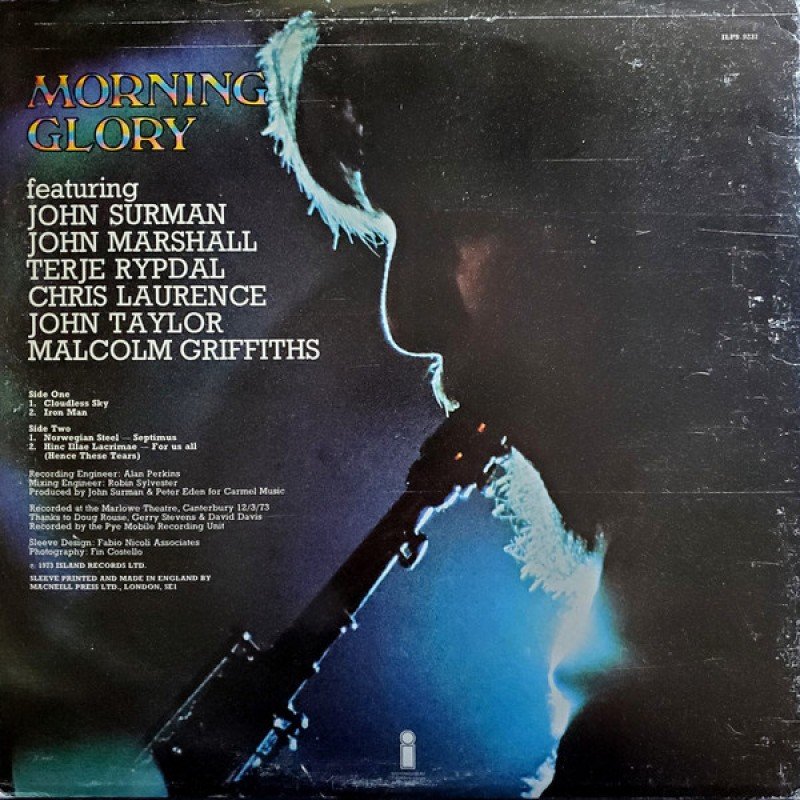 ILPS 9237
MORNING
GLORY
featuring
JOHN SURMAN
JOHN MARSHALL
TERJE RYPDAL
CHRIS LAURENCE
JOHN TAYLOR
MALCOLM GRIFFITHS
Side One
1. Cloudless Sky
2. Iron Man
Side Two
1. Norwegian Steel — Septimus
2. Hinc Illae Lacrimae — For us all
(Hence These Tears)
Recording Engineer: Alan Perkins
Mixing Engineer: Robin Sylvester
Produced by John Surman & Peter Eden for Carmel Music
Recorded at the Marlowe Theatre, Canterbury 12/3/73
Thanks to Doug Rouse, Gerry Stevens & David Davis
Recorded by the Pye Mobile Recording Unit
Sleeve Design: Fabio Nicoli Associates
Photography: Fin Costello
℗ 1973 ISLAND RECORDS LTD.
SLEEVE PRINTED AND MADE IN ENGLAND BY
MACNEILL PRESS LTD., LONDON, SE1
i